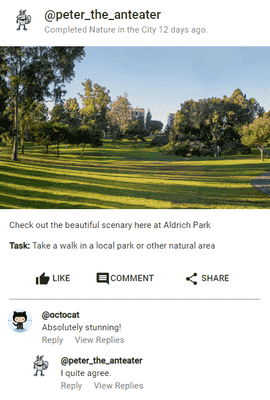 @peter_the_anteater
Completed Nature in the City 12 days ago.
Check out the beautiful scenary here at Aldrich Park
Task: Take a walk in a local park or other natural area
LIKE COMMENT SHARE
@octocat
Absolutely stunning!
Reply View Replies
@peter_the_anteater
I quite agree.
Reply View Replies